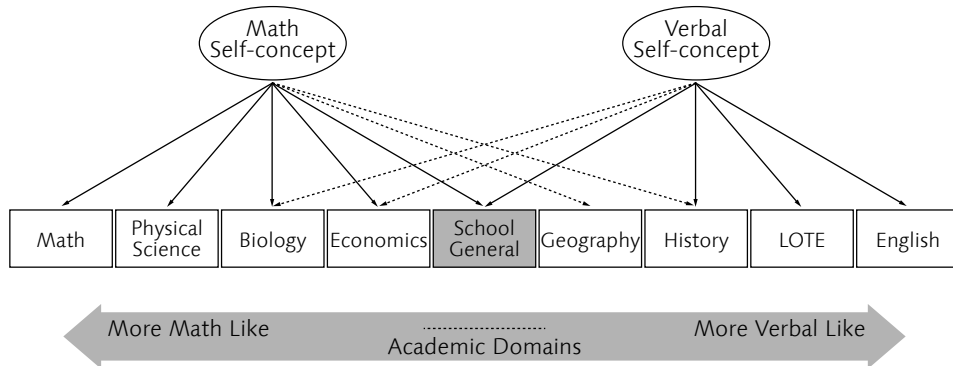 Math
Self-concept
Verbal
Self-concept
Math
Physical
Science
Biology
Economics
School
General
Geography
History
LOTE
English
More Math Like
More Verbal Like
Academic Domains